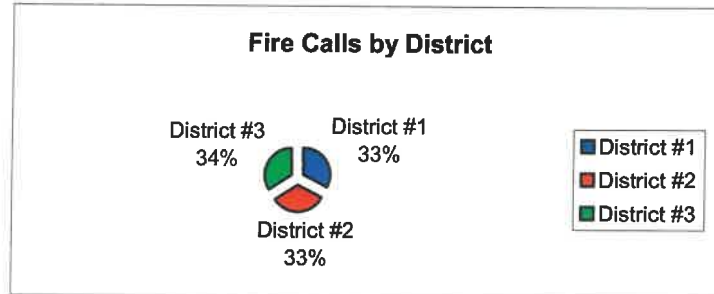 Fire Calls by District
District #3
34%
District #1
33%
District #2
33%
District #1
District #2
District #3